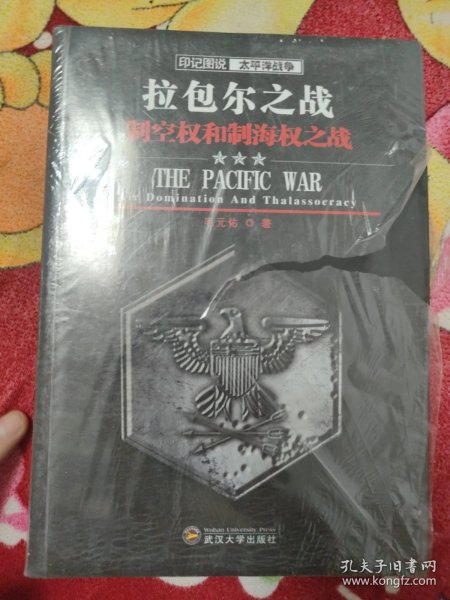 印记图说 太平洋战争
拉包尔之战
制空权和制海权之战
THE PACIFIC WAR
Domination And Thalassocracy
元佑 著
Wuhan University Press
武汉大学出版社
孔夫子旧书网
www.kongfz.com